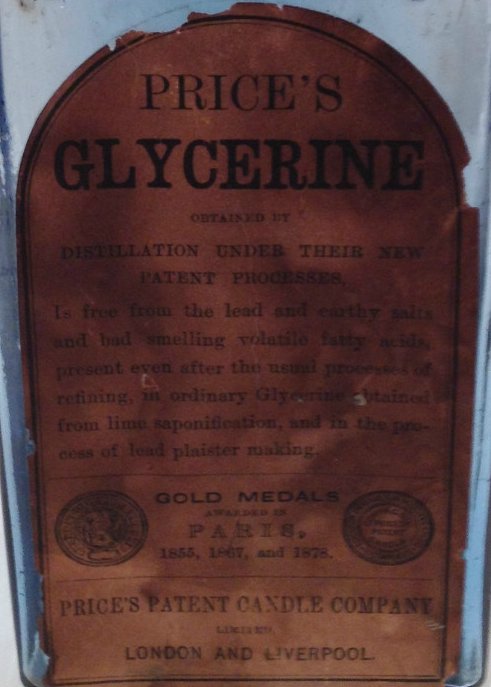 PRICE'S
GLYCERINE
OBTAINED BY
DISTILLATION UNDER THEIR NEW
PATENT PROCESSES,
Is free from the lead and earthy salts
and bad smelling volatile fatty acids,
present even after the usual processes of
refining, in ordinary Glycerine obtained
from lime saponification, and in the pro-
cess of lead plaister making.
GOLD MEDALS
AWARDED IN
PARIS,
1855, 1867, and 1878.
PRICE'S PATENT CANDLE COMPANY
LIMITED,
LONDON AND LIVERPOOL.